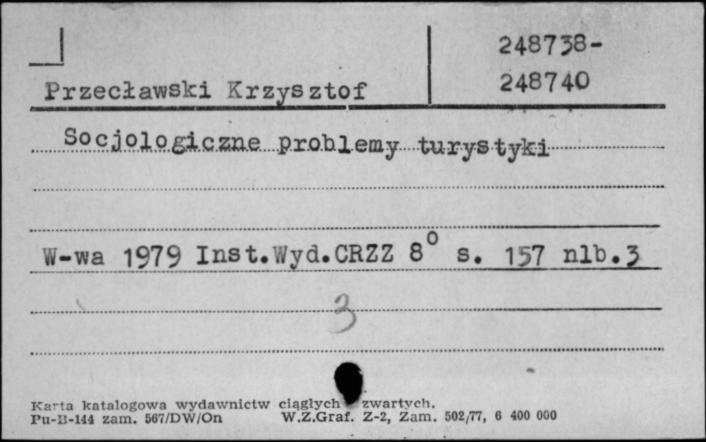 248738-
248740
Przecławski Krzysztof
Socjologiczne problemy turystyki
W-wa 1979 Inst.Wyd.CRZZ 8° s. 157 nlb.3
3
Karta katalogowa wydawnictw ciągłych zwartych.
Pu-B-144 zam. 567/DW/On W.Z.Graf. Z-2, Zam. 502/77, 6 400 000